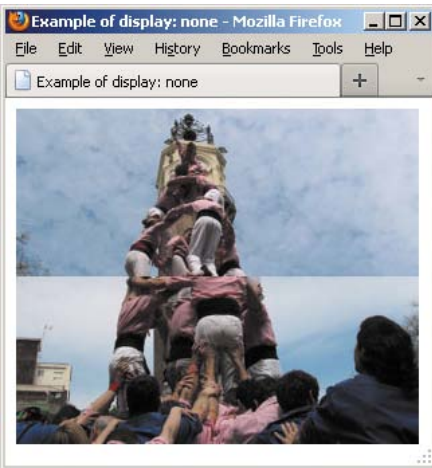 Example of display: none - Mozilla Firefox
File Edit View History Bookmarks Tools Help
Example of display: none